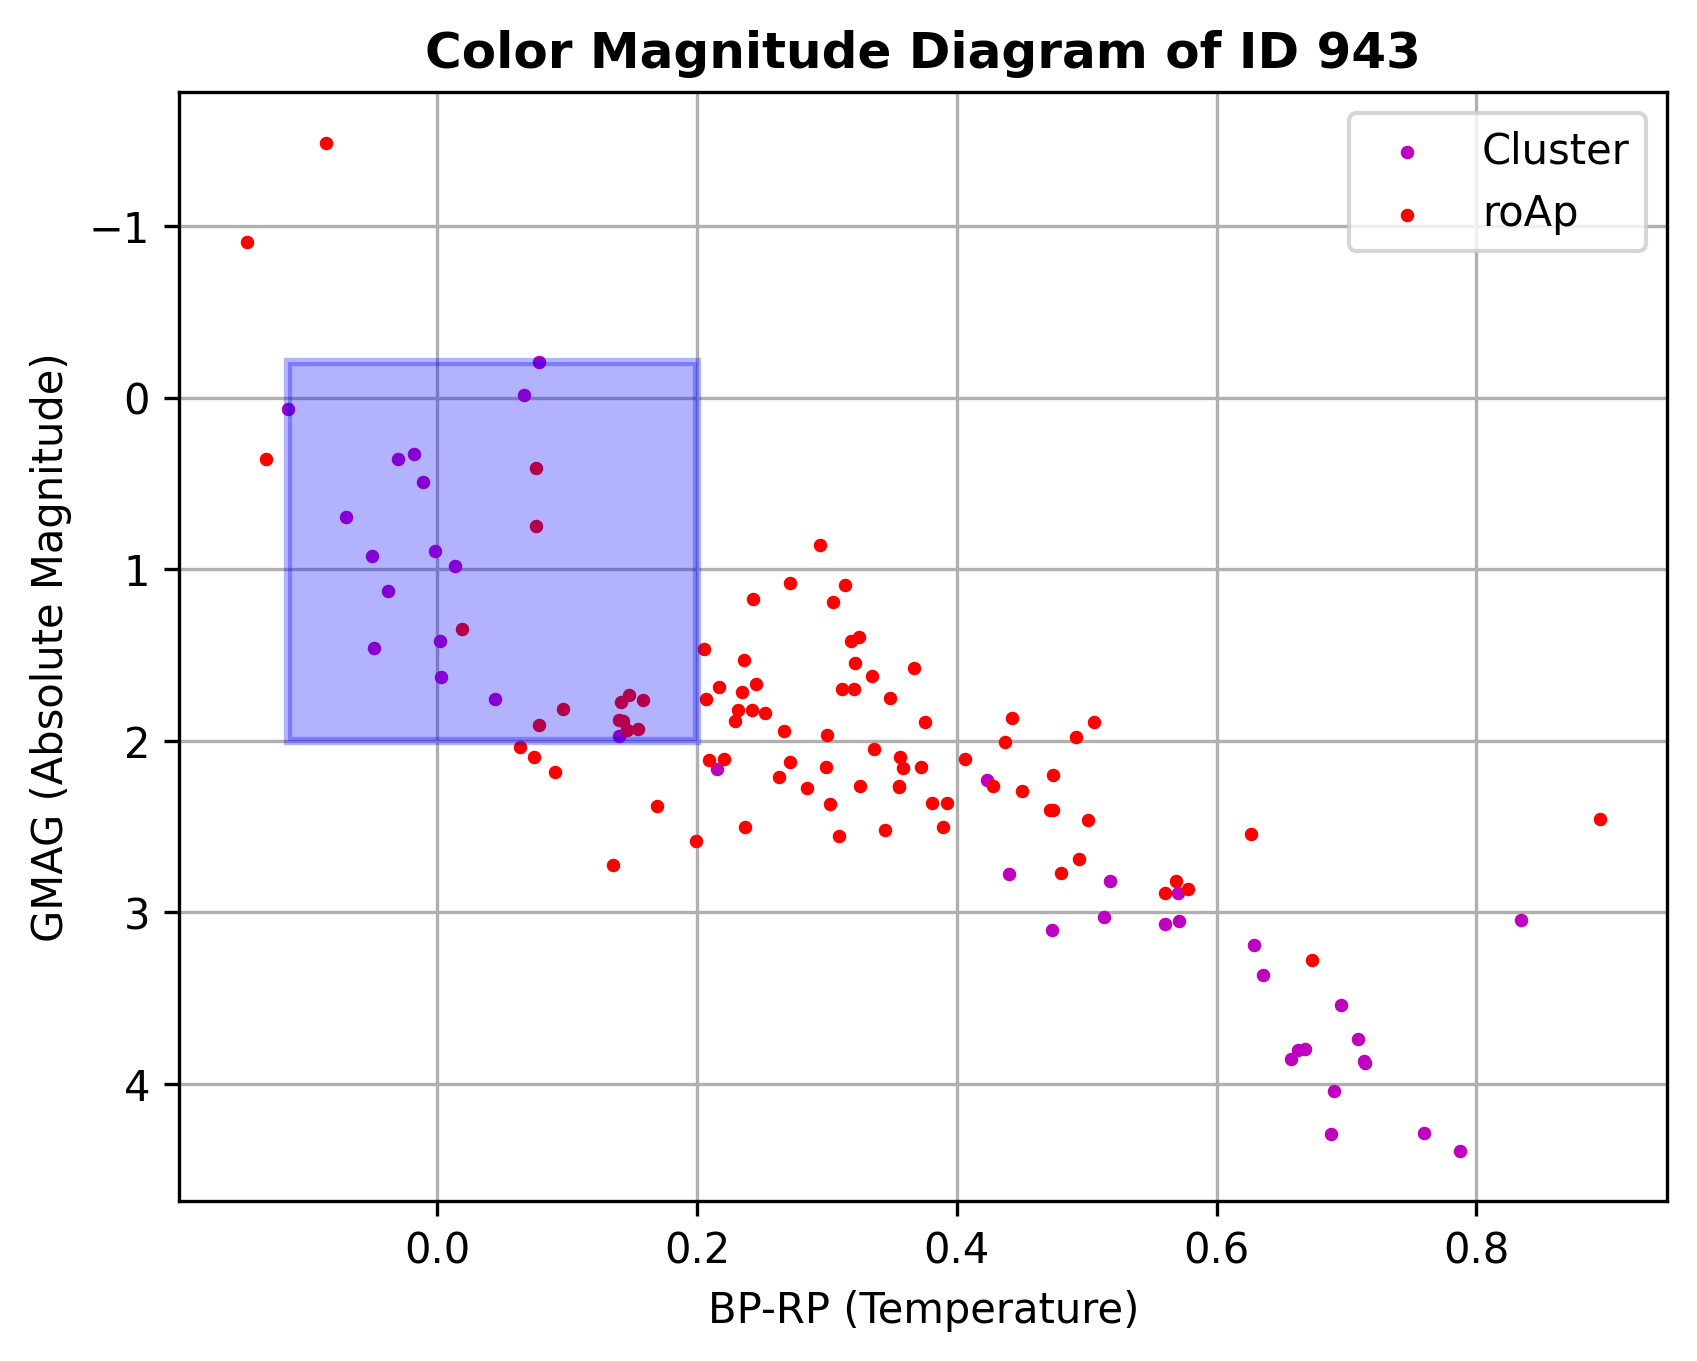 Color Magnitude Diagram of ID 943
Cluster
roAp
−1
0
1
2
3
4
GMAG (Absolute Magnitude)
0.0 0.2 0.4 0.6 0.8
BP-RP (Temperature)